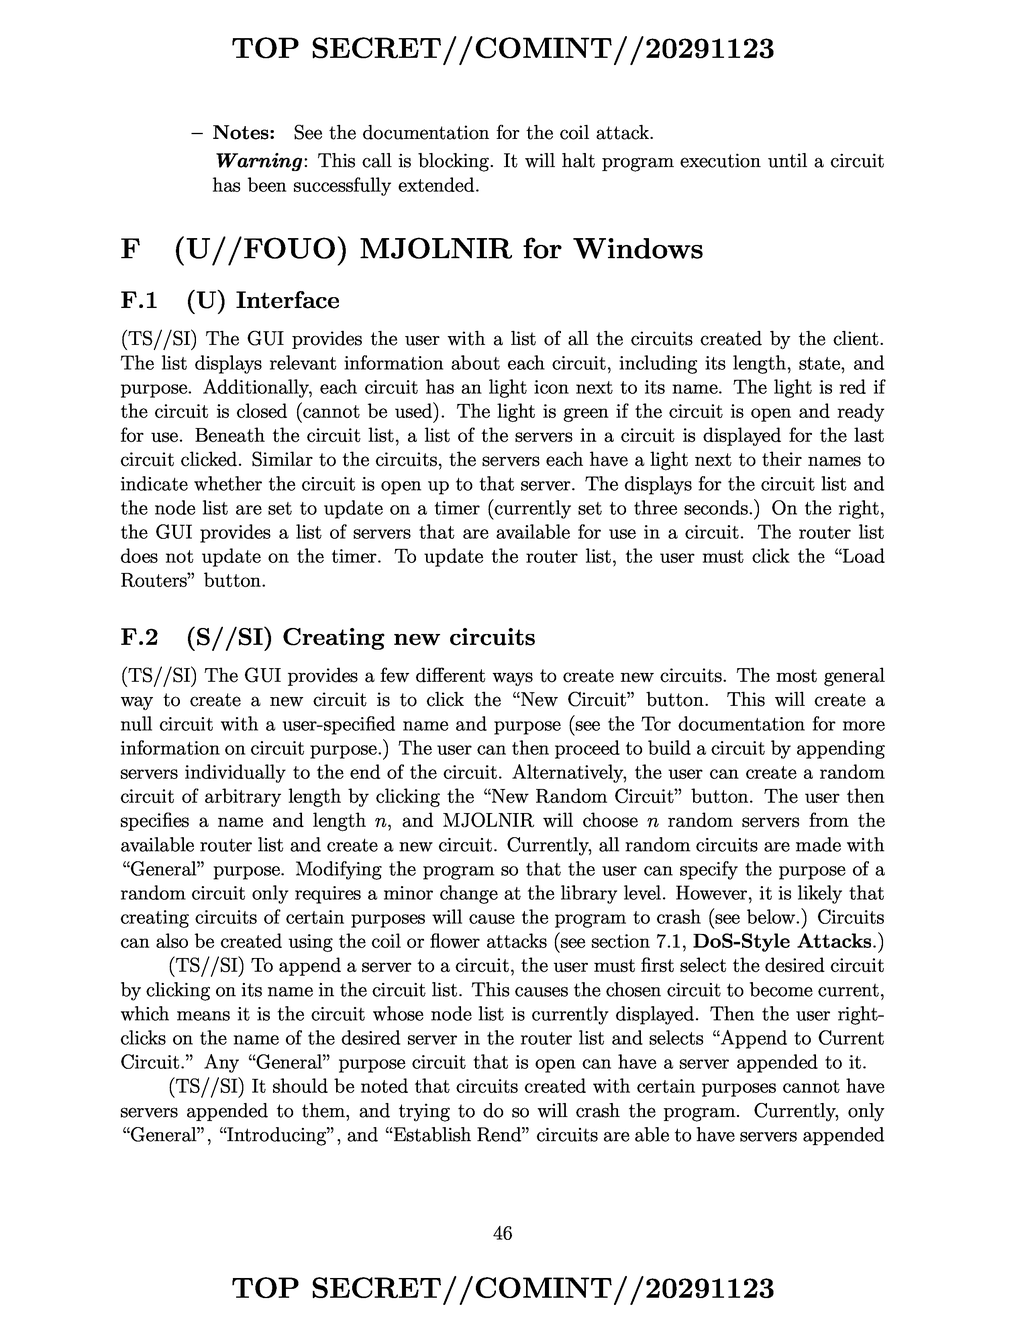 TOP SECRET//COMINT//20291123
– Notes: See the documentation for the coil attack.
Warning: This call is blocking. It will halt program execution until a circuit
has been successfully extended.
F (U//FOUO) MJOLNIR for Windows
F.1 (U) Interface
(TS//SI) The GUI provides the user with a list of all the circuits created by the client.
The list displays relevant information about each circuit, including its length, state, and
purpose. Additionally, each circuit has an light icon next to its name. The light is red if
the circuit is closed (cannot be used). The light is green if the circuit is open and ready
for use. Beneath the circuit list, a list of the servers in a circuit is displayed for the last
circuit clicked. Similar to the circuits, the servers each have a light next to their names to
indicate whether the circuit is open up to that server. The displays for the circuit list and
the node list are set to update on a timer (currently set to three seconds.) On the right,
the GUI provides a list of servers that are available for use in a circuit. The router list
does not update on the timer. To update the router list, the user must click the “Load
Routers” button.
F.2 (S//SI) Creating new circuits
(TS//SI) The GUI provides a few different ways to create new circuits. The most general
way to create a new circuit is to click the “New Circuit” button. This will create a
null circuit with a user-specified name and purpose (see the Tor documentation for more
information on circuit purpose.) The user can then proceed to build a circuit by appending
servers individually to the end of the circuit. Alternatively, the user can create a random
circuit of arbitrary length by clicking the “New Random Circuit” button. The user then
specifies a name and length n, and MJOLNIR will choose n random servers from the
available router list and create a new circuit. Currently, all random circuits are made with
“General” purpose. Modifying the program so that the user can specify the purpose of a
random circuit only requires a minor change at the library level. However, it is likely that
creating circuits of certain purposes will cause the program to crash (see below.) Circuits
can also be created using the coil or flower attacks (see section 7.1, DoS-Style Attacks.)
(TS//SI) To append a server to a circuit, the user must first select the desired circuit
by clicking on its name in the circuit list. This causes the chosen circuit to become current,
which means it is the circuit whose node list is currently displayed. Then the user right-
clicks on the name of the desired server in the router list and selects “Append to Current
Circuit.” Any “General” purpose circuit that is open can have a server appended to it.
(TS//SI) It should be noted that circuits created with certain purposes cannot have
servers appended to them, and trying to do so will crash the program. Currently, only
“General”, “Introducing”, and “Establish Rend” circuits are able to have servers appended
46
TOP SECRET//COMINT//20291123